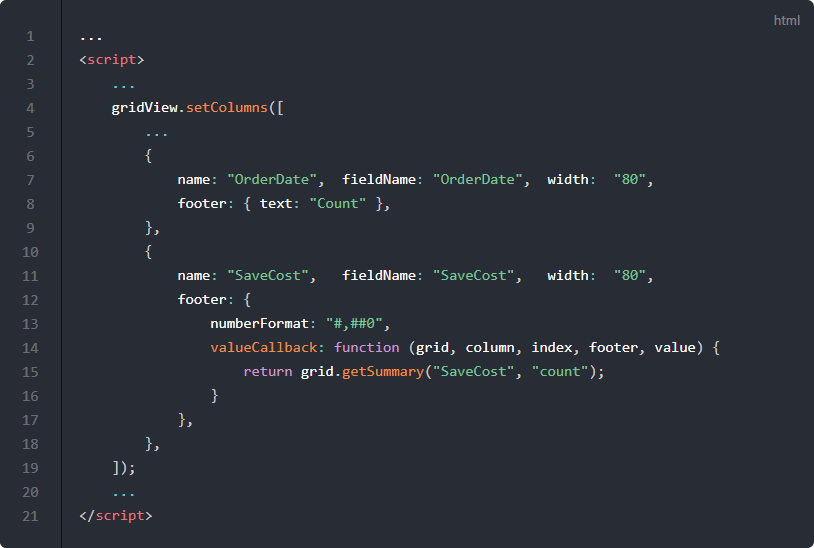 html
1 ...
2 <script>
3     ...
4     gridView.setColumns([
5         ...
6         {
7             name: "OrderDate",  fieldName: "OrderDate",  width:  "80",
8             footer: { text: "Count" },
9         },
10         {
11             name: "SaveCost",   fieldName: "SaveCost",   width:  "80",
12             footer: {
13                 numberFormat: "#,##0",
14                 valueCallback: function (grid, column, index, footer, value) {
15                     return grid.getSummary("SaveCost", "count");
16                 }
17             },
18         },
19     ]);
20     ...
21 </script>